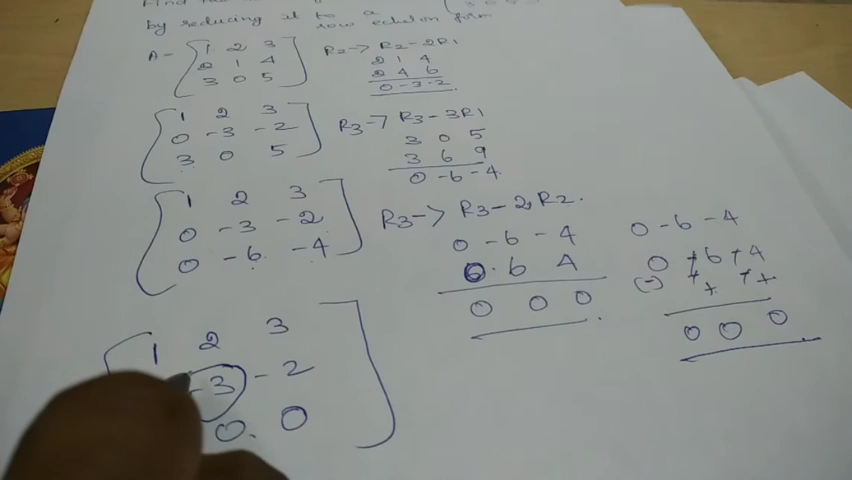 by reducing it to a row echelon form
A = 1 2 3 R2 -> R2 - 2R1
2 1 4 2 1 4
3 0 5 2 4 6
0 -3 -2
1 2 3
0 -3 -2 R3 -> R3 - 3R1
3 0 5 3 0 5
3 6 9
0 -6 -4
1 2 3
0 -3 -2 R3 -> R3 - 2R2.
0 -6 -4 0 -6 -4 0 -6 -4
0 6 4 0 +6 +4
(-) + + + +
0 0 0 0 0 0
1 2 3
-3 -2
0 0